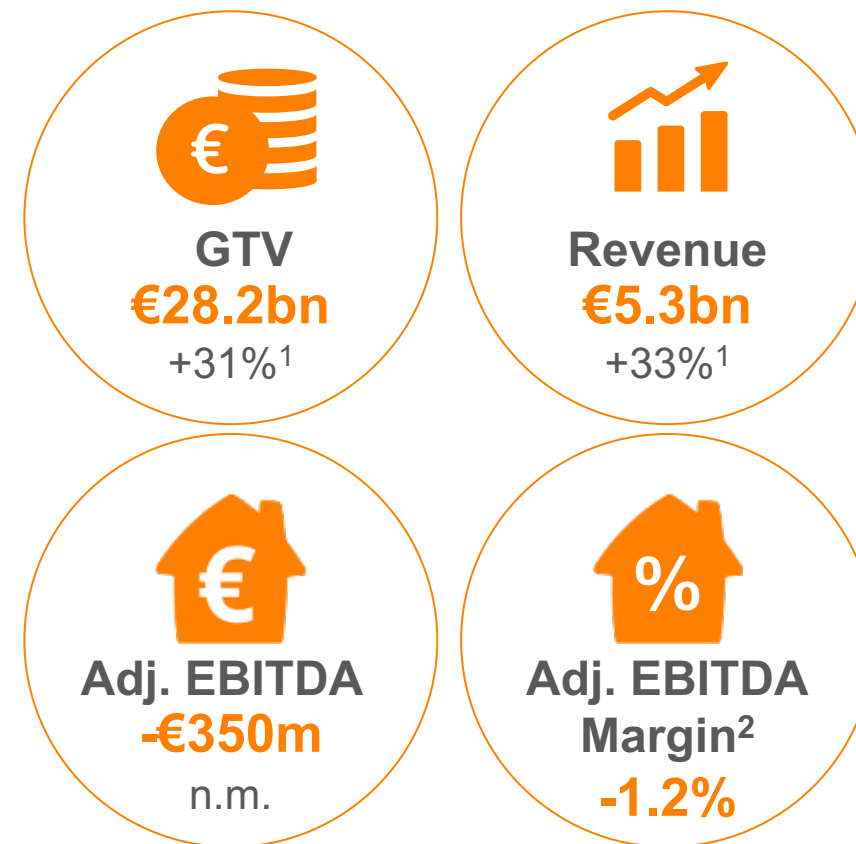 €
GTV
€28.2bn
+31%¹
Revenue
€5.3bn
+33%¹
€
Adj. EBITDA
-€350m
n.m.
%
Adj. EBITDA
Margin²
-1.2%